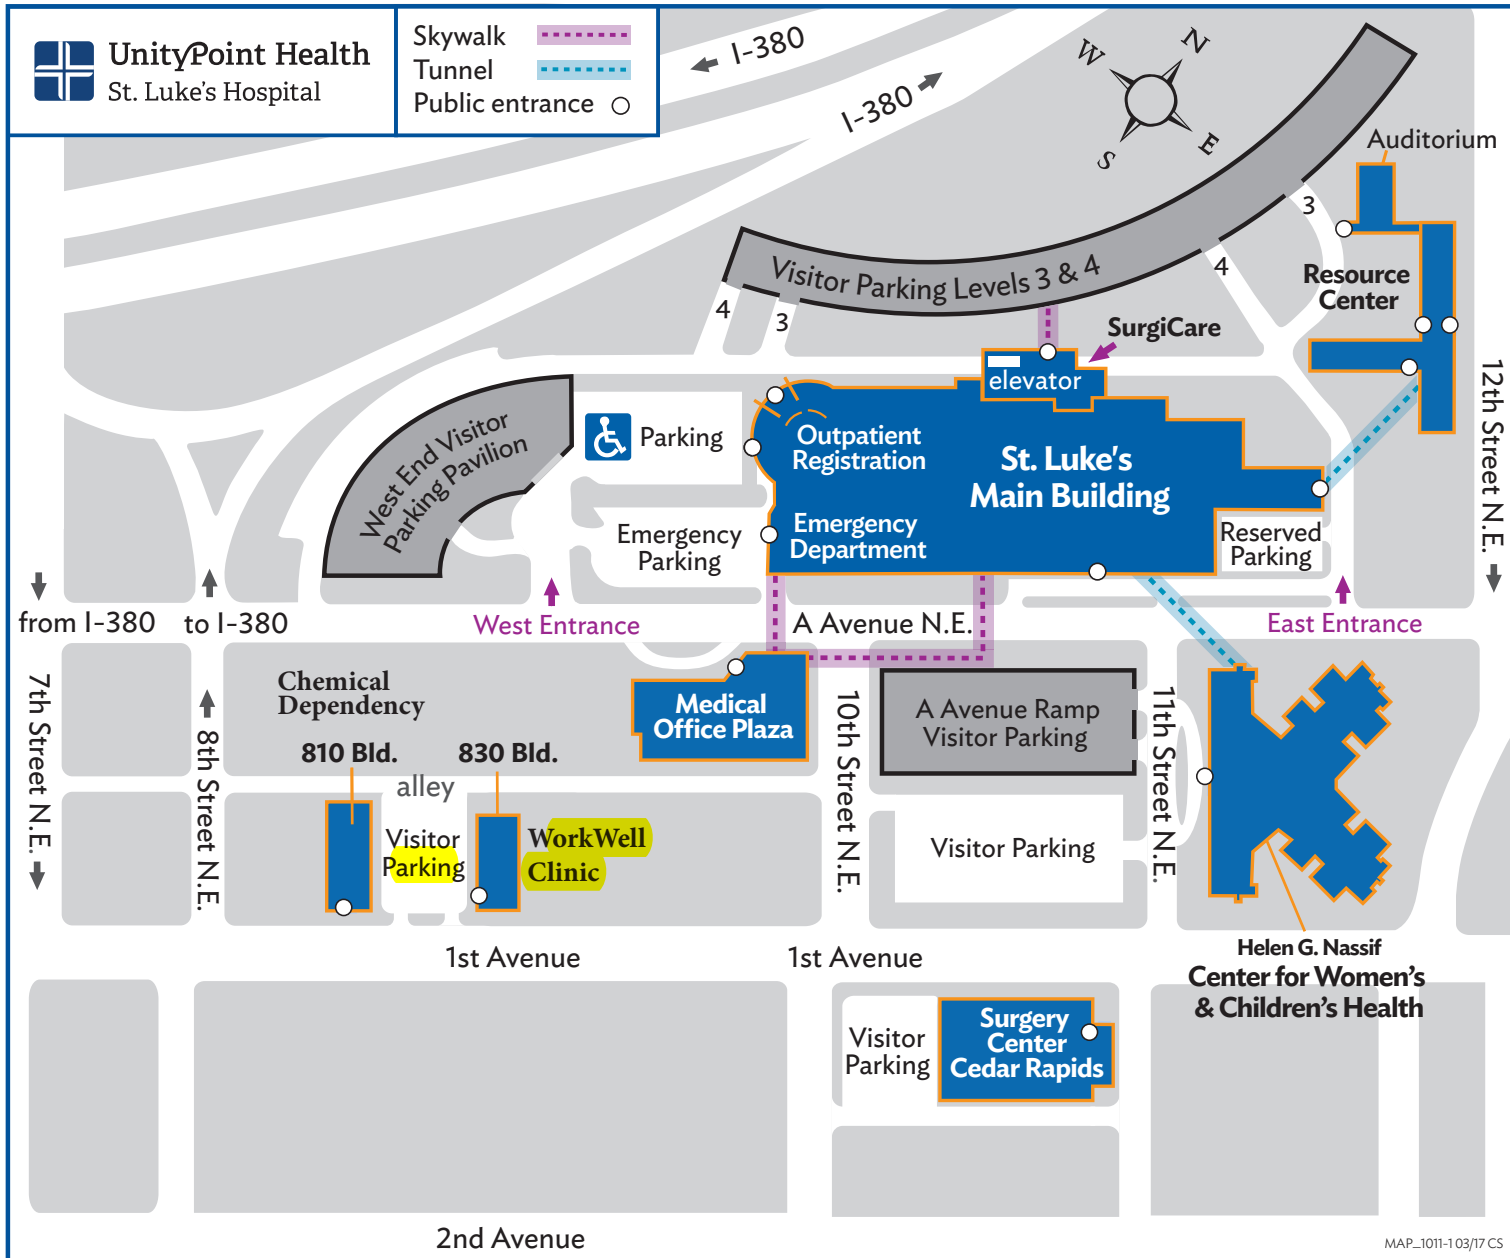 UnityPoint Health
St. Luke's Hospital
Skywalk
Tunnel
Public entrance
I-380
I-380
N
W
E
S
Auditorium
3
4
Visitor Parking Levels 3 & 4
4
3
Resource
Center
SurgiCare
elevator
12th Street N.E.
West End Visitor
Parking Pavilion
Parking
Outpatient
Registration
St. Luke's
Main Building
Emergency
Parking
Emergency
Department
Reserved
Parking
from I-380
to I-380
West Entrance
A Avenue N.E.
East Entrance
7th Street N.E.
8th Street N.E.
Chemical
Dependency
Medical
Office Plaza
10th Street N.E.
A Avenue Ramp
Visitor Parking
11th Street N.E.
810 Bld.
830 Bld.
alley
Visitor
Parking
WorkWell
Clinic
Visitor Parking
1st Avenue
1st Avenue
Helen G. Nassif
Center for Women's
& Children's Health
Visitor
Parking
Surgery
Center
Cedar Rapids
2nd Avenue
MAP_1011-1 03/17 CS